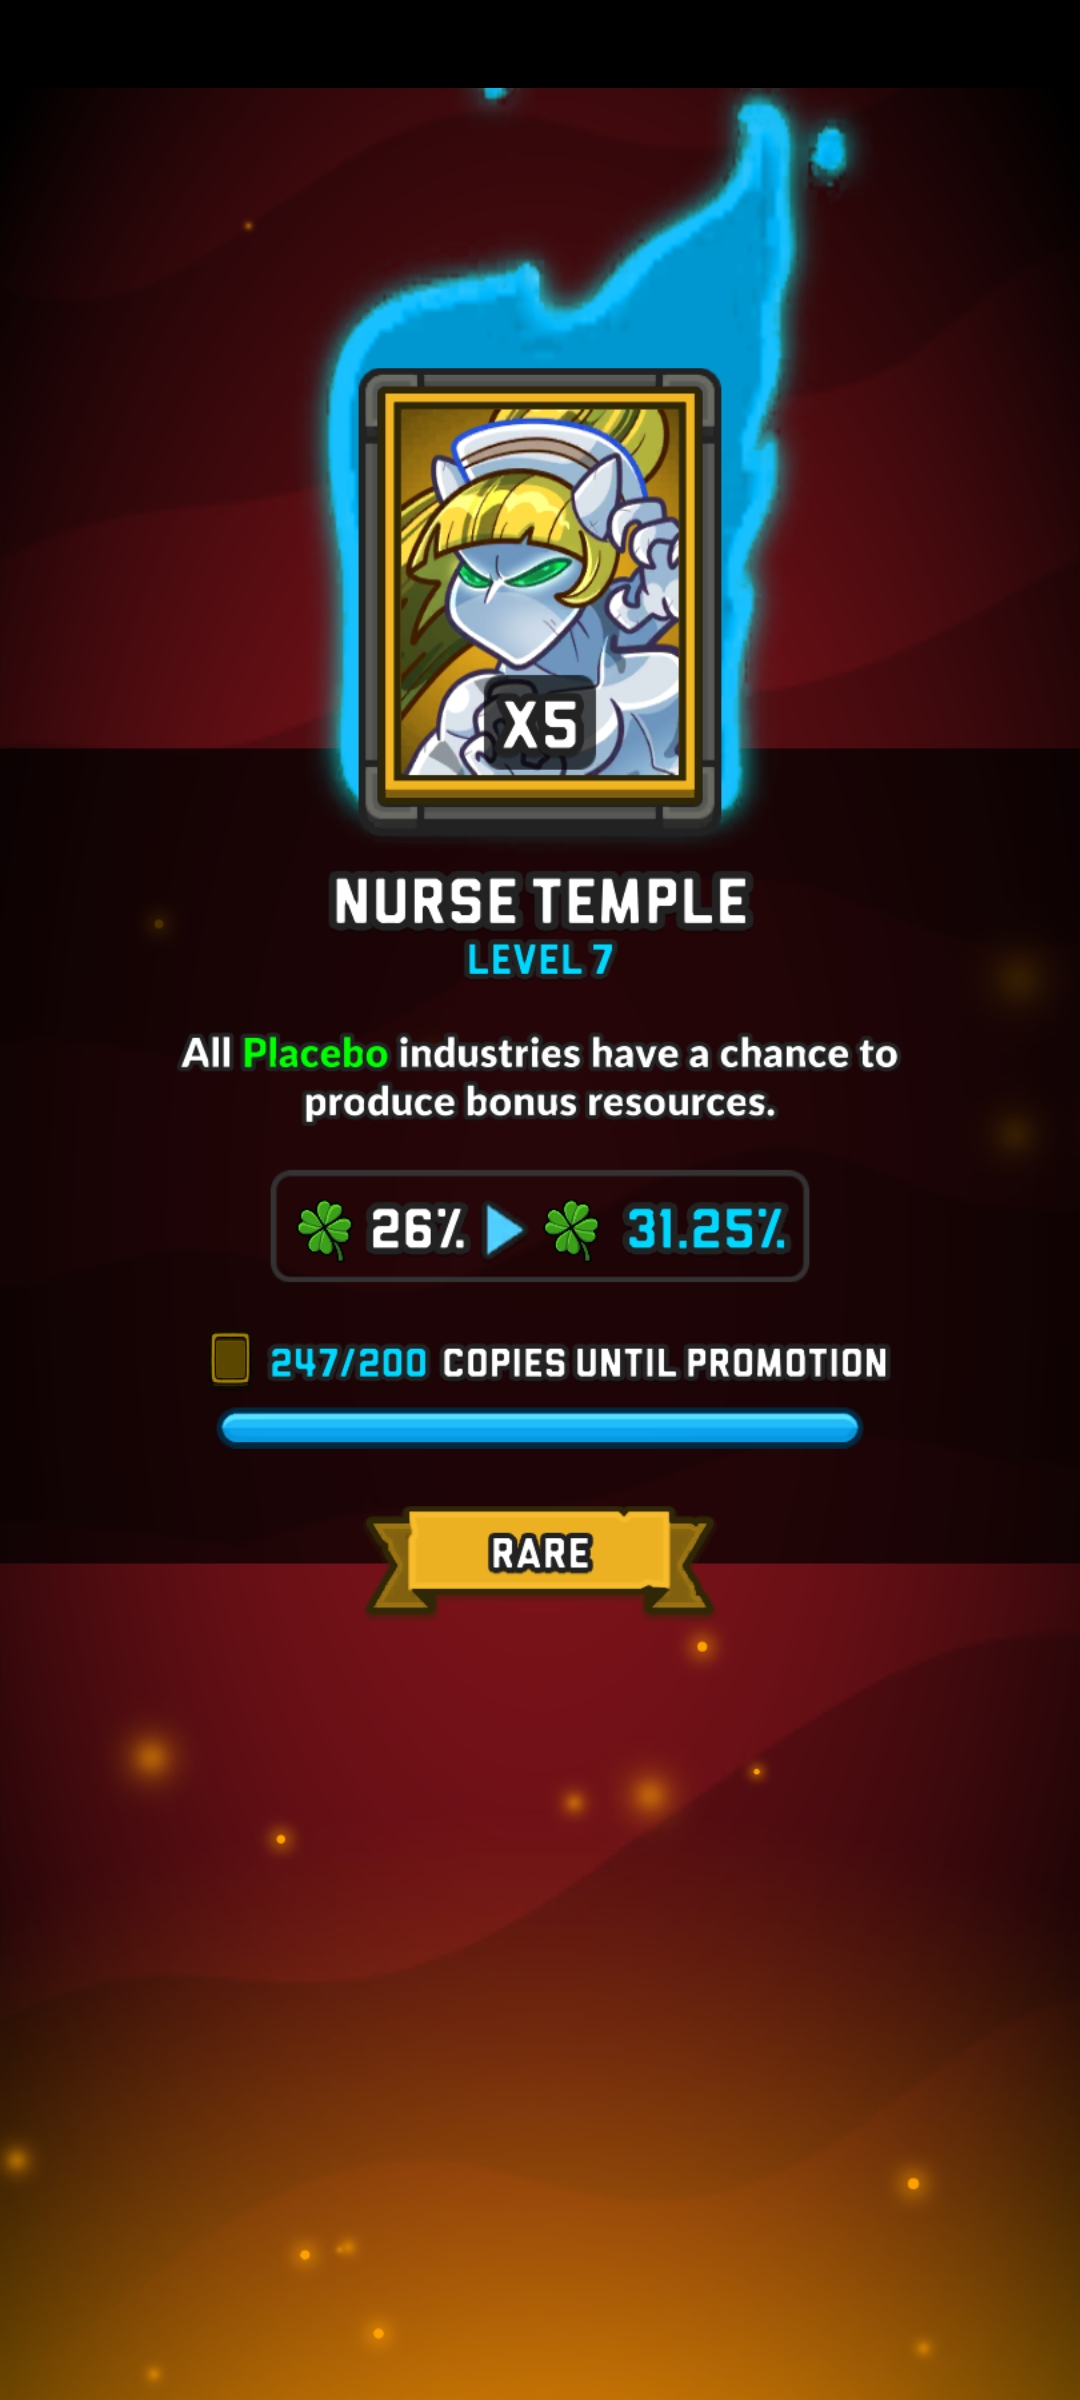 X5
NURSE TEMPLE
LEVEL 7
All Placebo industries have a chance to
produce bonus resources.
26% 31.25%
247/200 COPIES UNTIL PROMOTION
RARE